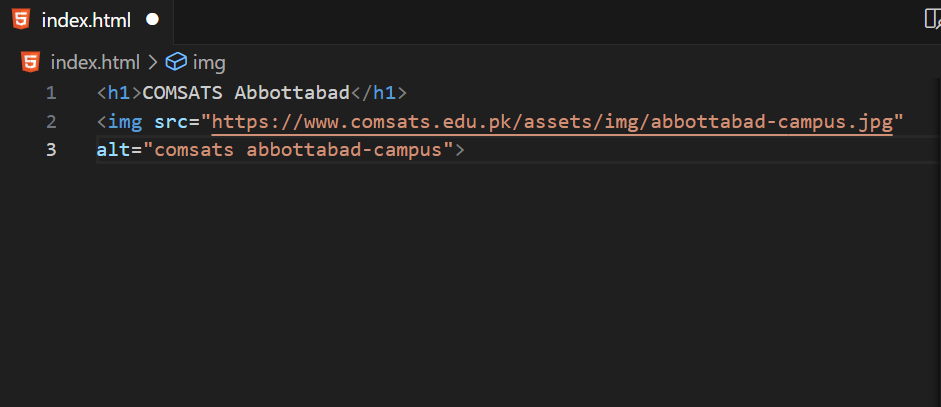 index.html
index.html > img
1 <h1>COMSATS Abbottabad</h1>
2 <img src="https://www.comsats.edu.pk/assets/img/abbottabad-campus.jpg"
3 alt="comsats abbottabad-campus">